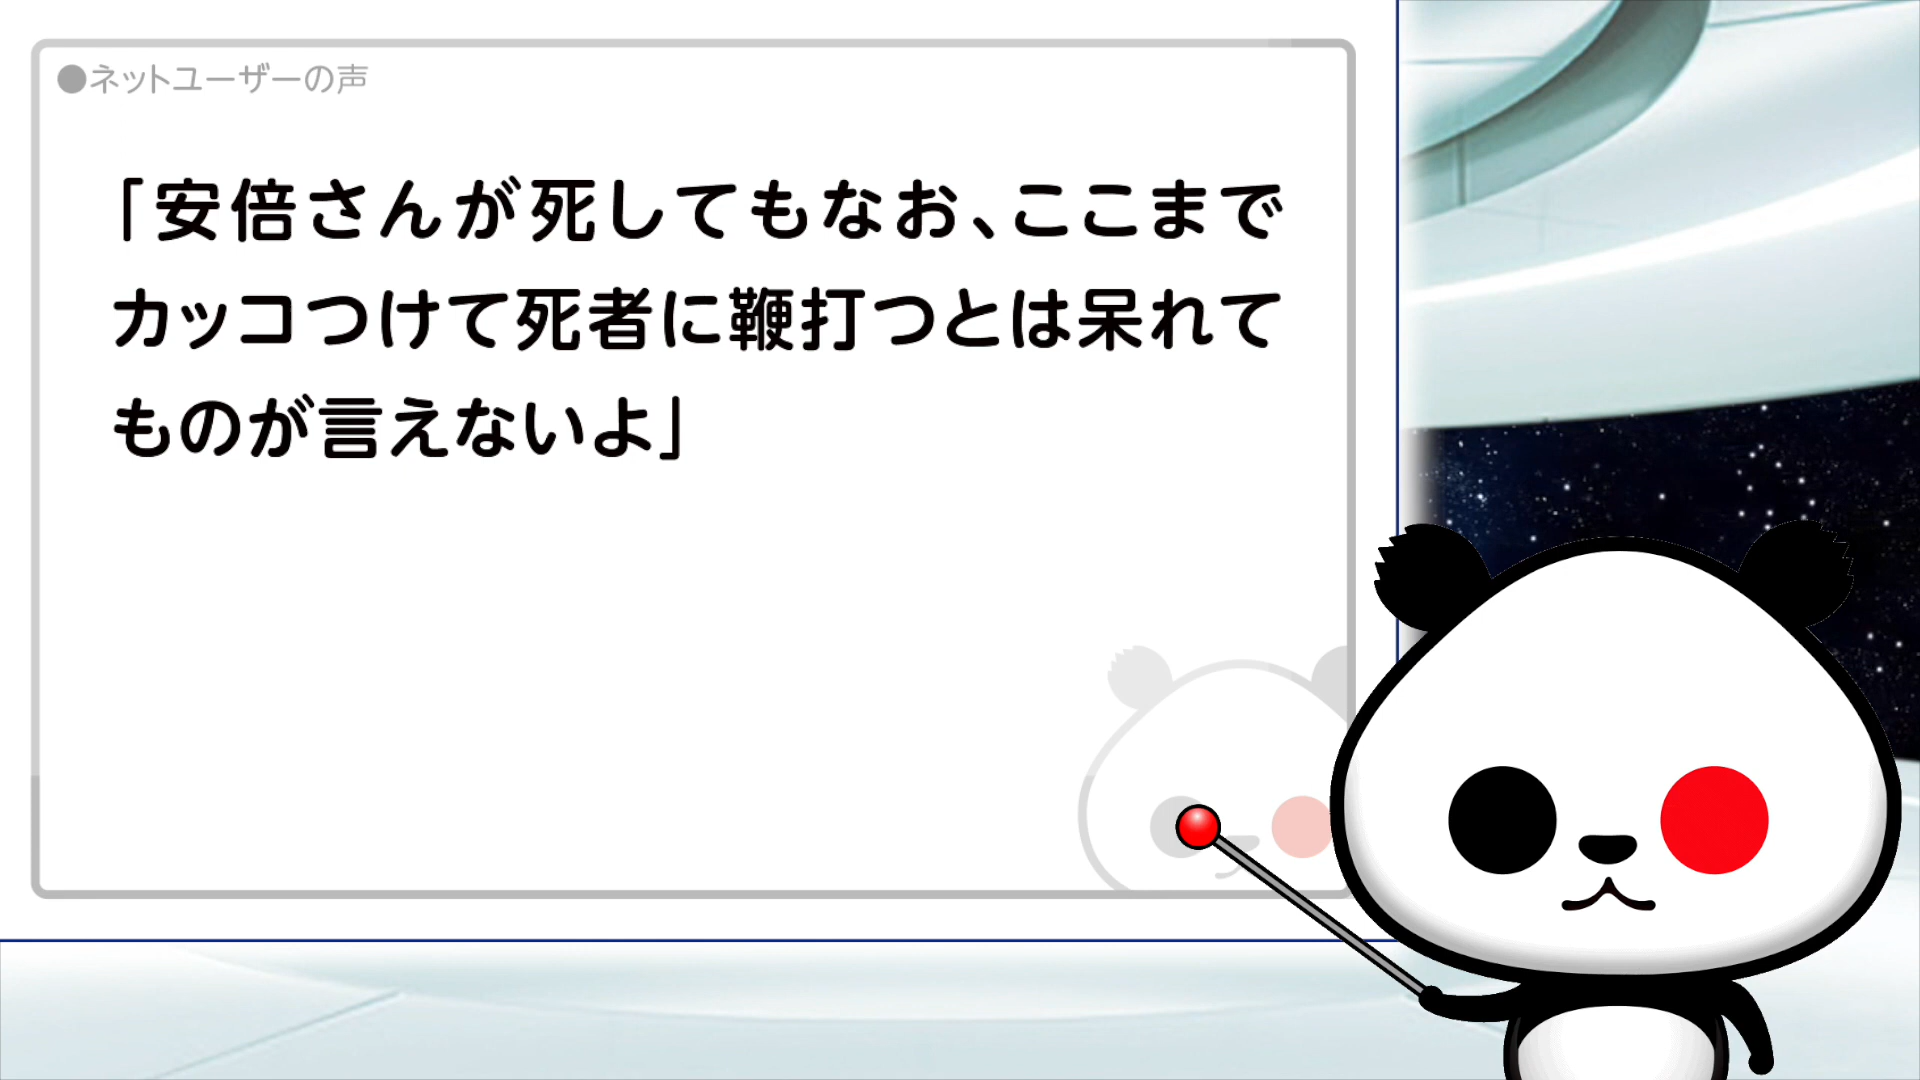 ●ネットユーザーの声
「安倍さんが死してもなお、ここまで
カッコつけて死者に鞭打つとは呆れて
ものが言えないよ」